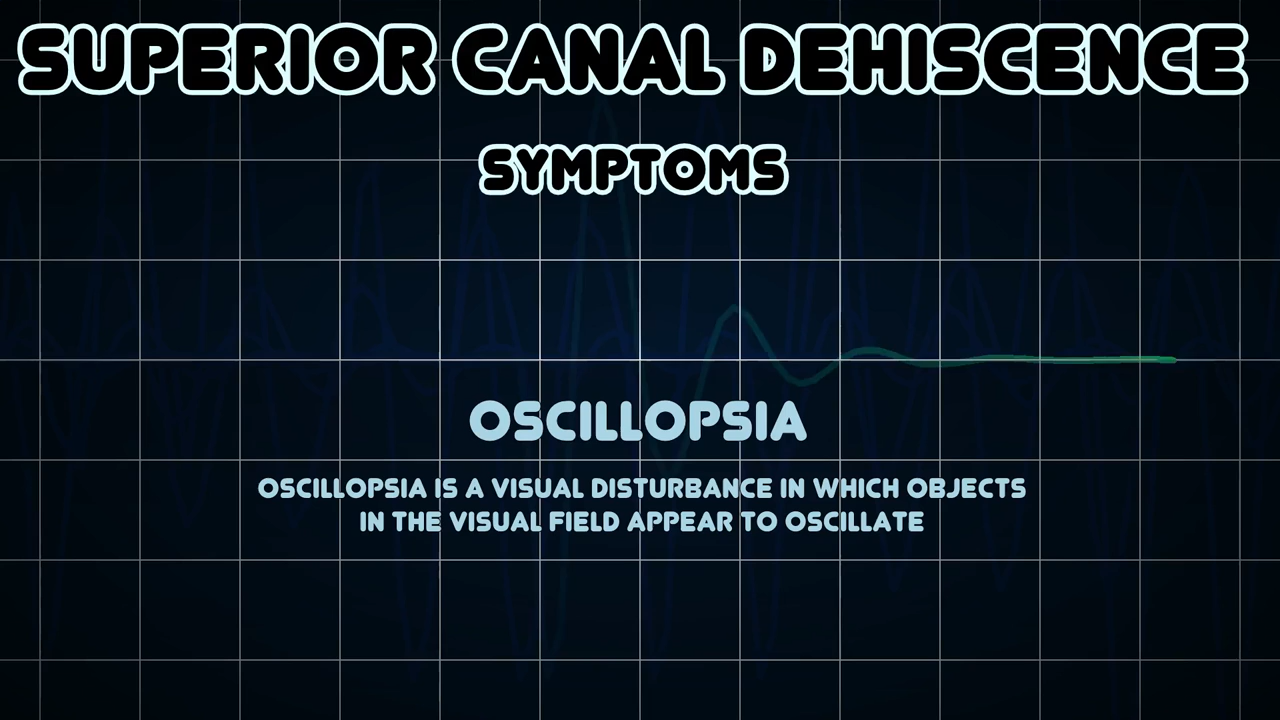 SUPERIOR CANAL DEHISCENCE
SYMPTOMS
OSCILLOPSIA
OSCILLOPSIA IS A VISUAL DISTURBANCE IN WHICH OBJECTS
IN THE VISUAL FIELD APPEAR TO OSCILLATE